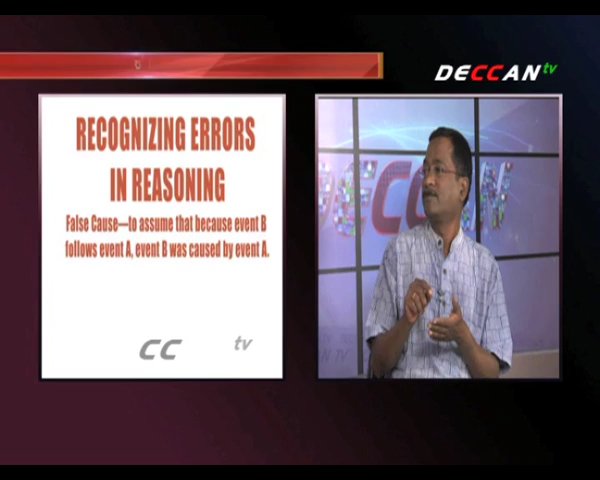 DECCAN tv
RECOGNIZING ERRORS
IN REASONING
False Cause—to assume that because event B
follows event A, event B was caused by event A.
CC tv
DECCAN